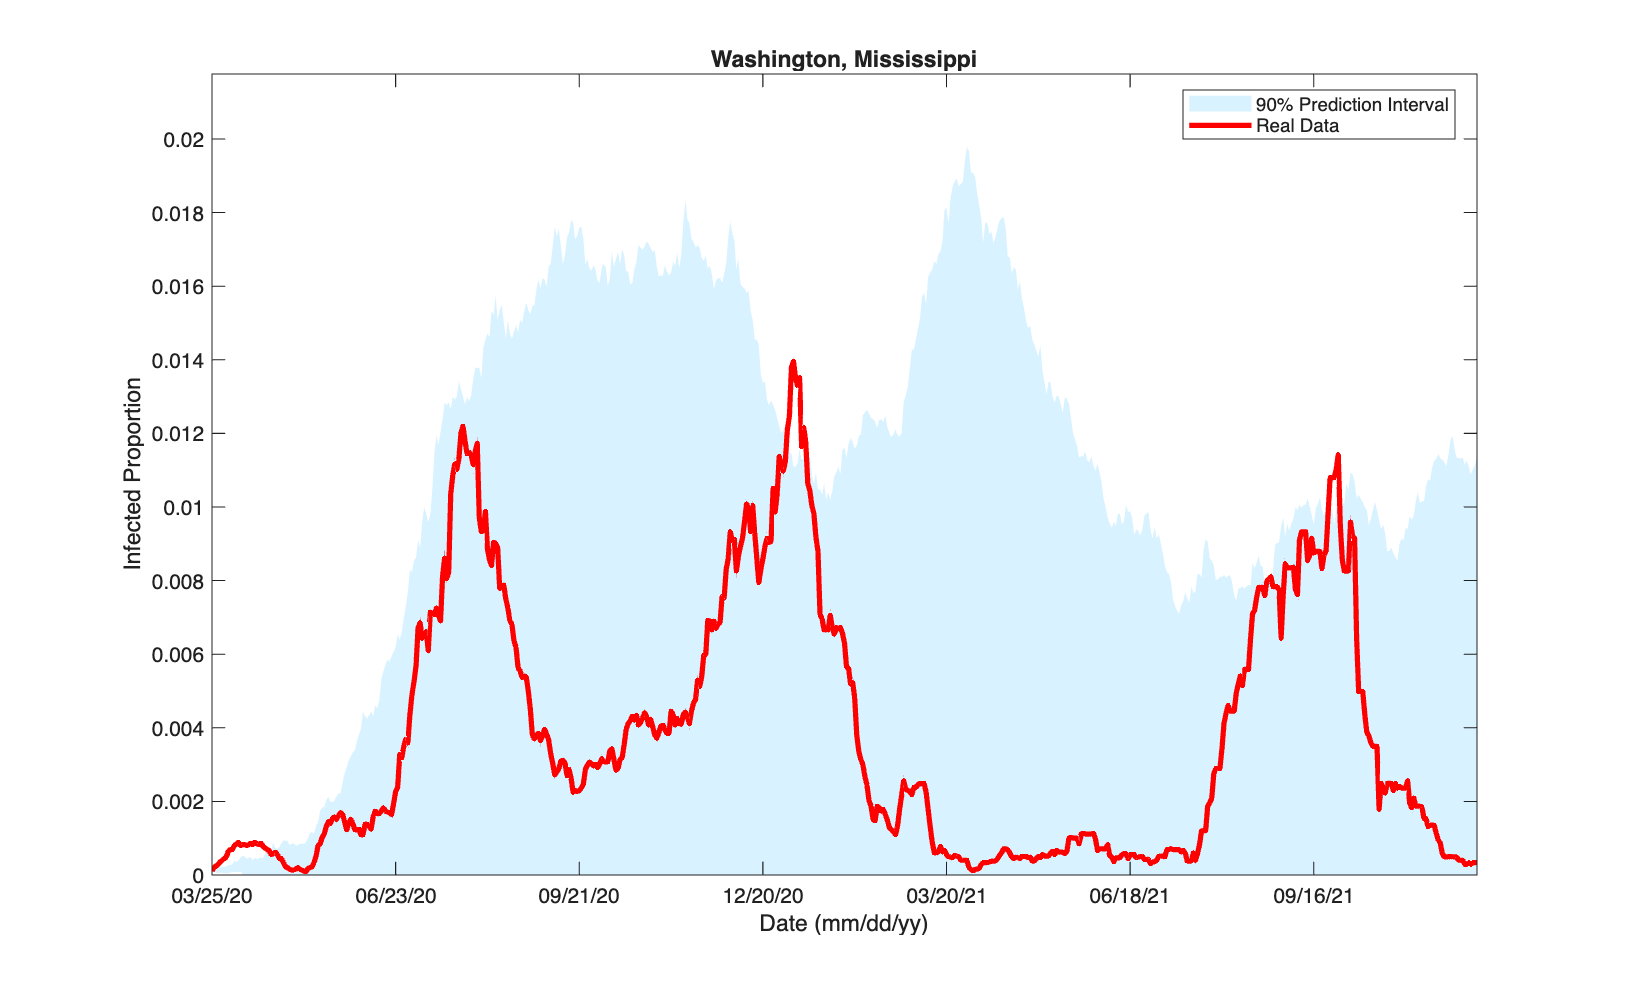 Washington, Mississippi
90% Prediction Interval
Real Data
0.02
0.018
0.016
0.014
0.012
0.01
0.008
0.006
0.004
0.002
0
Infected Proportion
03/25/20 06/23/20 09/21/20 12/20/20 03/20/21 06/18/21 09/16/21
Date (mm/dd/yy)